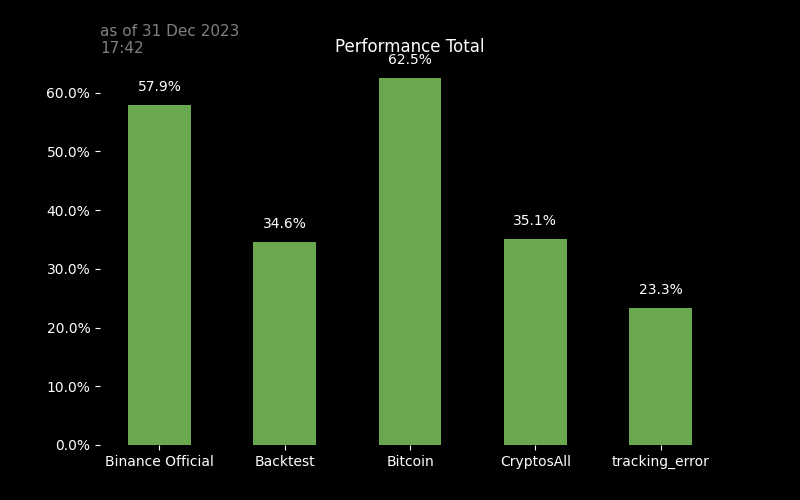 as of 31 Dec 2023
17:42
Performance Total
62.5%
57.9%
34.6%
35.1%
23.3%
60.0%
50.0%
40.0%
30.0%
20.0%
10.0%
0.0%
Binance Official
Backtest
Bitcoin
CryptosAll
tracking_error